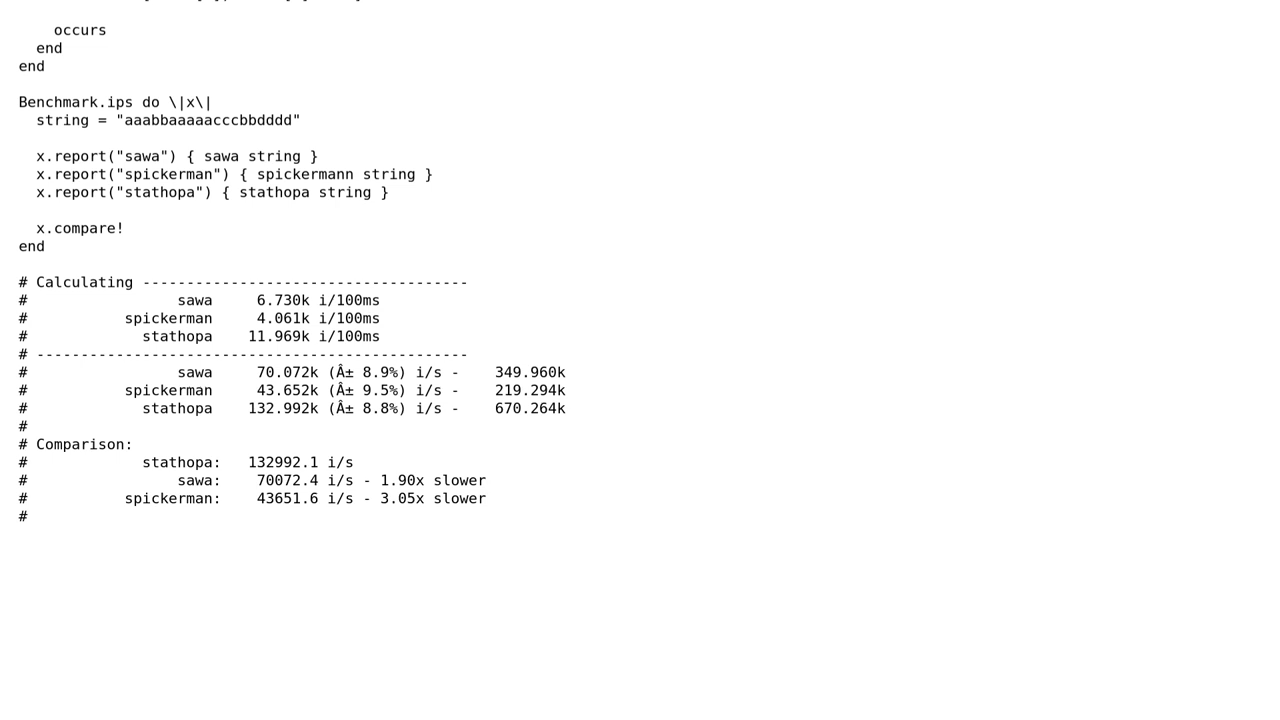 occurs
  end
end

Benchmark.ips do \|x\|
  string = "aaabbaaaaacccbbdddd"

  x.report("sawa") { sawa string }
  x.report("spickerman") { spickermann string }
  x.report("stathopa") { stathopa string }

  x.compare!
end

# Calculating -------------------------------------
#                 sawa     6.730k i/100ms
#           spickerman     4.061k i/100ms
#             stathopa    11.969k i/100ms
# -------------------------------------------------
#                 sawa     70.072k (Â± 8.9%) i/s -    349.960k
#           spickerman     43.652k (Â± 9.5%) i/s -    219.294k
#             stathopa    132.992k (Â± 8.8%) i/s -    670.264k
#
# Comparison:
#             stathopa:   132992.1 i/s
#                 sawa:    70072.4 i/s - 1.90x slower
#           spickerman:    43651.6 i/s - 3.05x slower
#